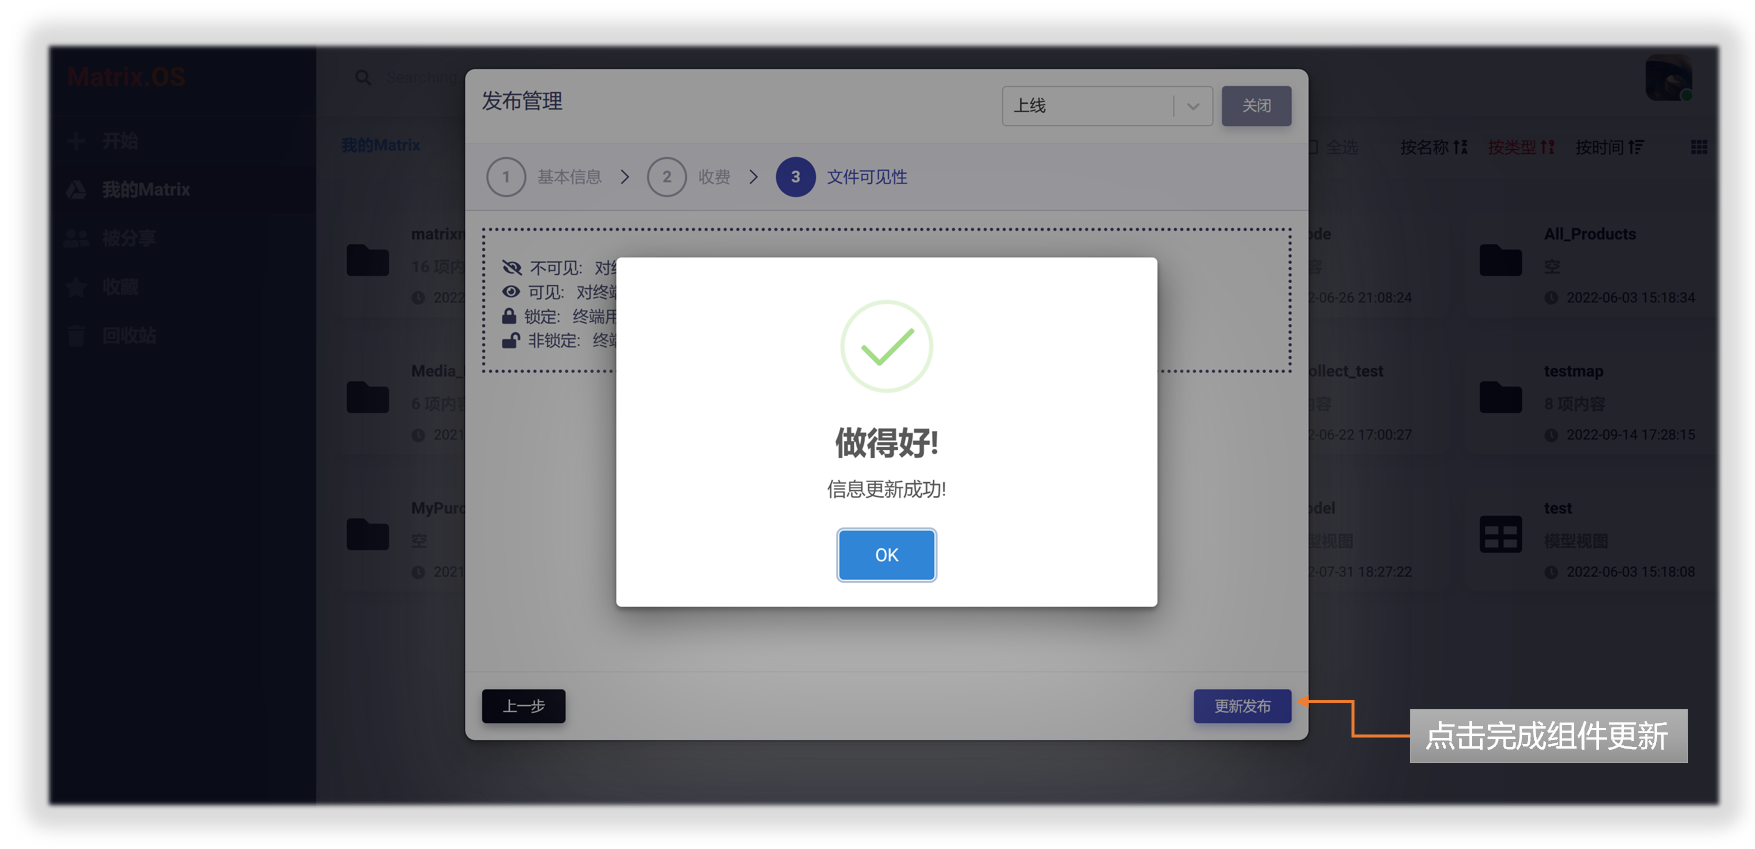 Matrix.OS
Searching
开始
我的Matrix
被分享
收藏
回收站
我的Matrix
全选
按名称
按类型
按时间
发布管理
上线
关闭
1 基本信息
2 收费
3 文件可见性
不可见: 对终
可见: 对终端
锁定: 终端用
非锁定: 终端
做得好!
信息更新成功!
OK
上一步
更新发布
点击完成组件更新
16 项内
2022
2-06-26 21:08:24
All_Products
空
2022-06-03 15:18:34
Media_
6 项内容
2021
ollect_test
2-06-22 17:00:27
testmap
8 项内容
2022-09-14 17:28:15
MyPurc
空
2021
odel
型视图
2-07-31 18:27:22
test
模型视图
2022-06-03 15:18:08